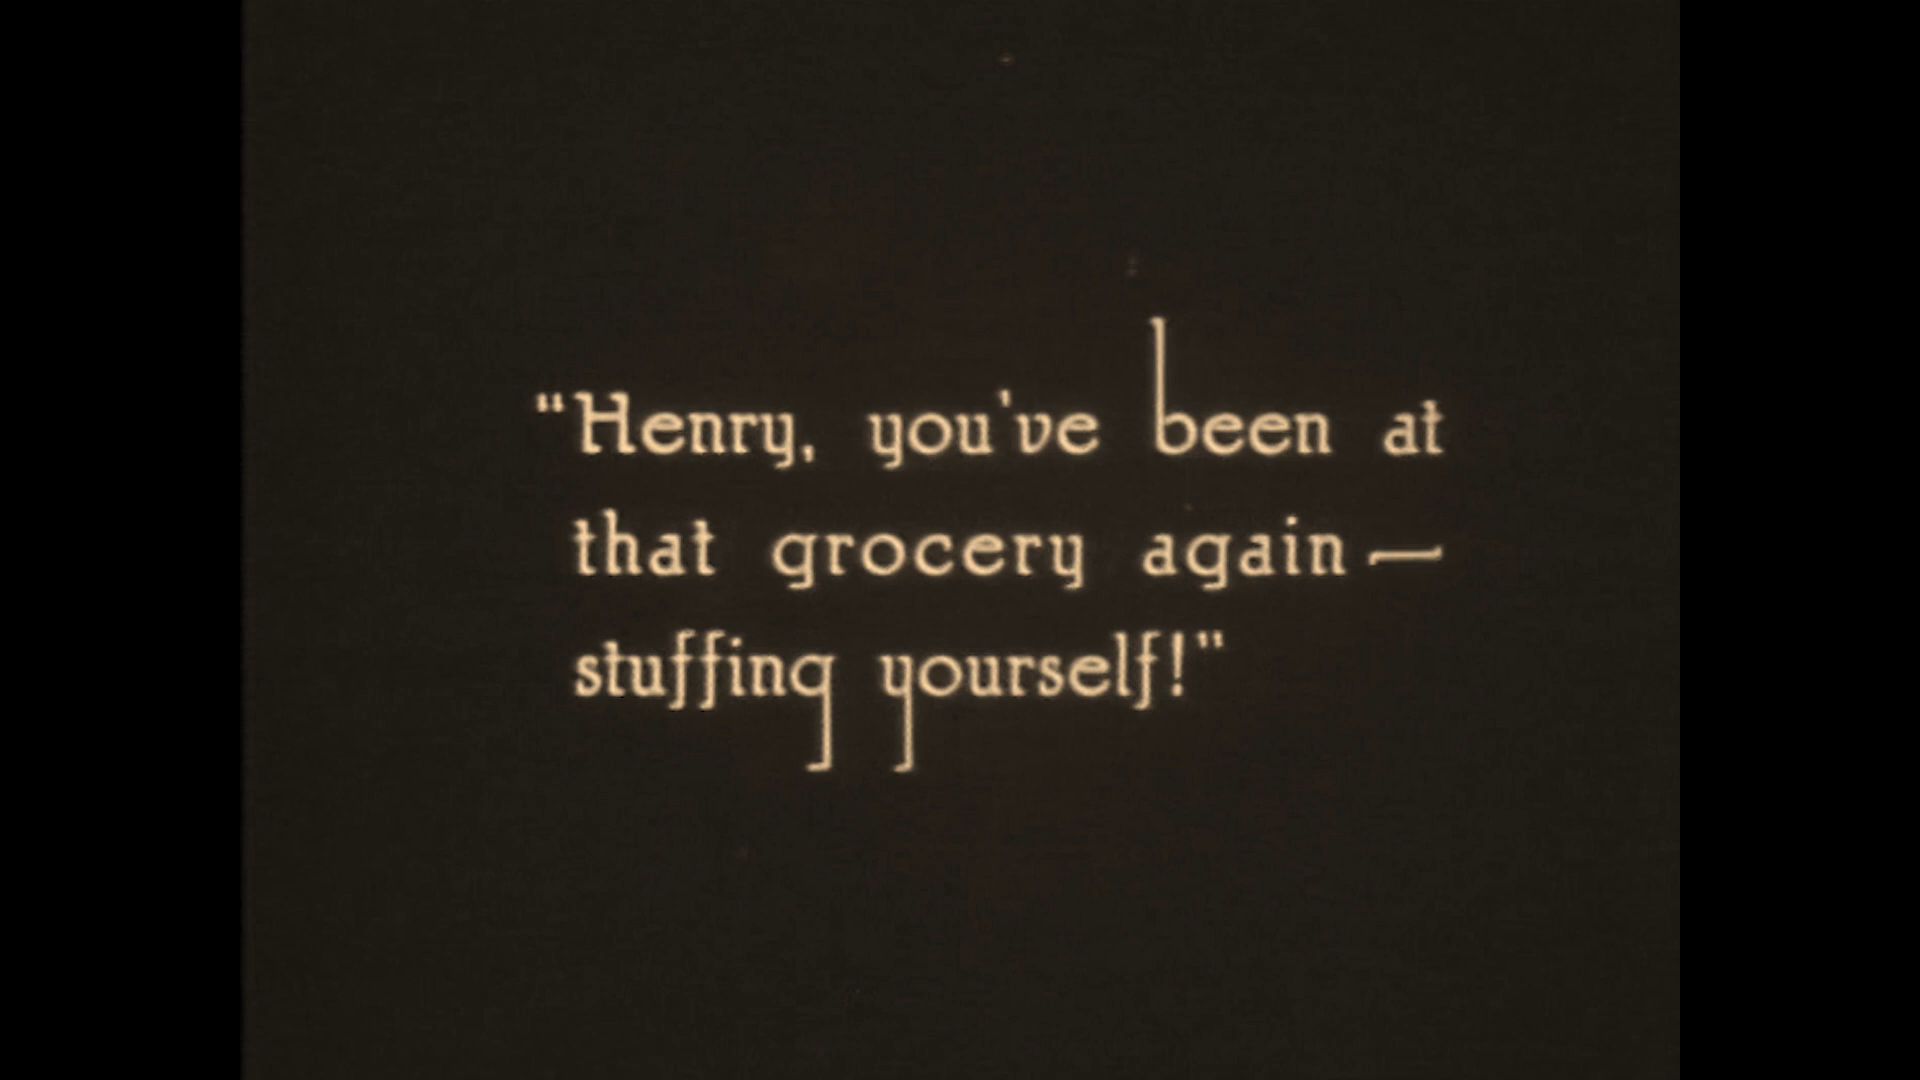 "Henry, you've been at
that grocery again—
stuffing yourself!"